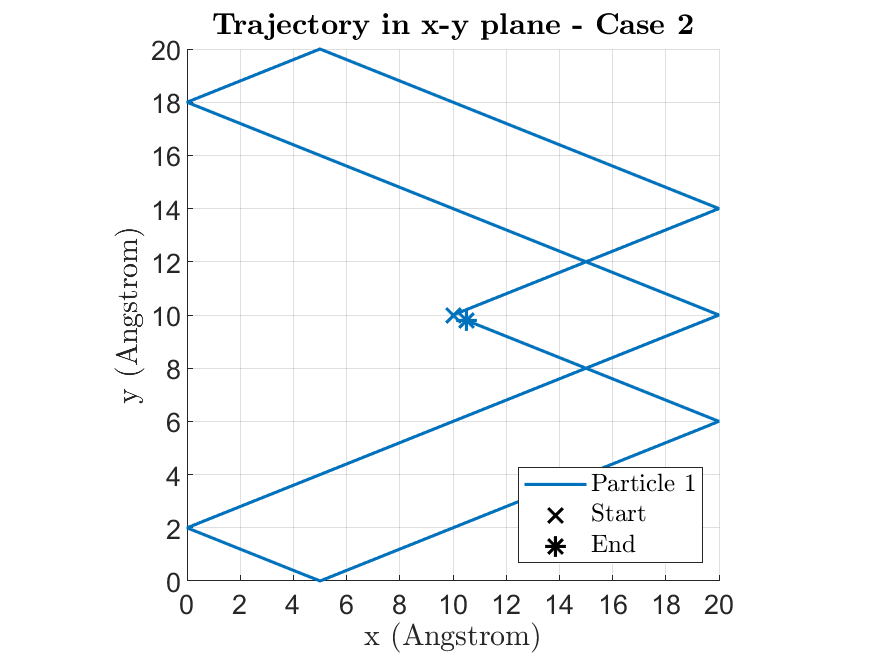 Trajectory in x-y plane - Case 2
20
18
16
14
12
10
8
6
4
2
0
y (Angstrom)
Particle 1
Start
End
0 2 4 6 8 10 12 14 16 18 20
x (Angstrom)